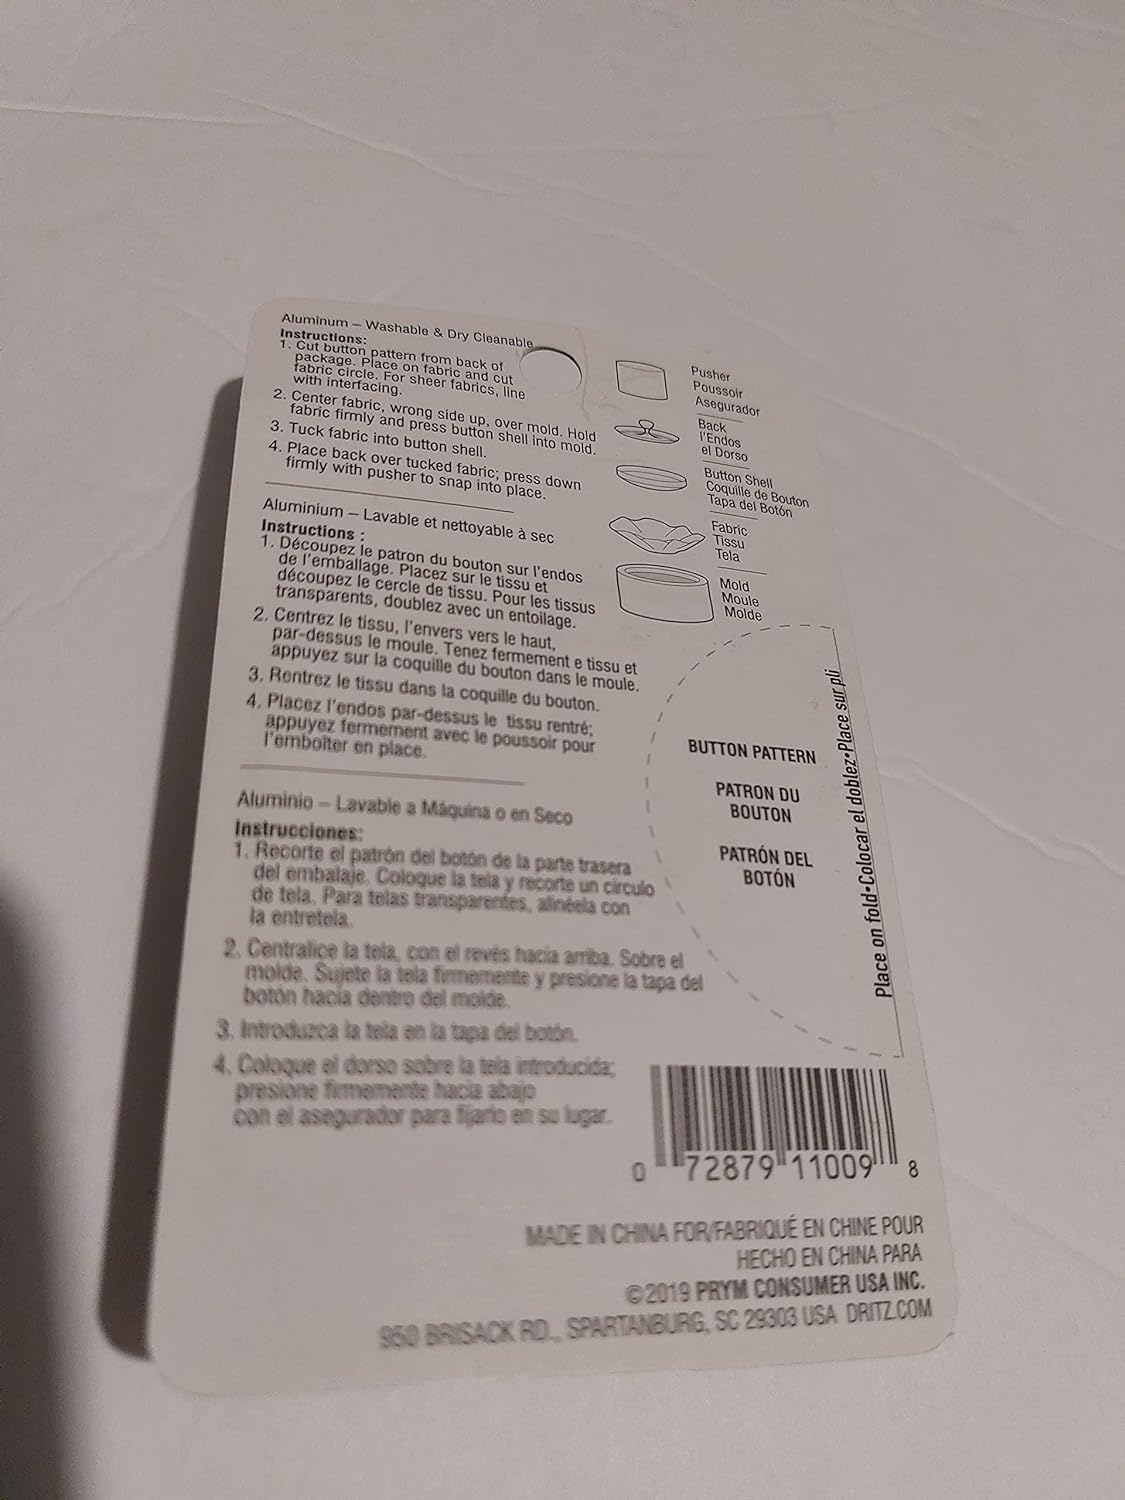 Aluminum – Washable & Dry Cleanable
Instructions:
1. Cut button pattern from back of
package. Place on fabric and cut
fabric circle. For sheer fabrics, line
with interfacing.
2. Center fabric, wrong side up, over mold. Hold
fabric firmly and press button shell into mold.
3. Tuck fabric into button shell.
4. Place back over tucked fabric; press down
firmly with pusher to snap into place.
Aluminium – Lavable et nettoyable à sec
Instructions :
1. Découpez le patron du bouton sur l'endos
de l'emballage. Placez sur le tissu et
découpez le cercle de tissu. Pour les tissus
transparents, doublez avec un entoilage.
2. Centrez le tissu, l'envers vers le haut,
par-dessus le moule. Tenez fermement e tissu et
appuyez sur la coquille du bouton dans le moule.
3. Rentrez le tissu dans la coquille du bouton.
4. Placez l'endos par-dessus le tissu rentré;
appuyez fermement avec le poussoir pour
l'emboîter en place.
Aluminio – Lavable a Máquina o en Seco
Instrucciones:
1. Recorte el patrón del botón de la parte trasera
del embalaje. Coloque la tela y recorte un círculo
de tela. Para telas transparentes, alinéela con
la entretela.
2. Centralice la tela, con el revés hacia arriba. Sobre el
molde. Sujete la tela firmemente y presione la tapa del
botón hacia dentro del molde.
3. Introduzca la tela en la tapa del botón.
4. Coloque el dorso sobre la tela introducida;
presione firmemente hacia abajo
con el asegurador para fijarlo en su lugar.
Pusher
Poussoir
Asegurador
Back
l'Endos
el Dorso
Button Shell
Coquille de Bouton
Tapa del Botón
Fabric
Tissu
Tela
Mold
Moule
Molde
BUTTON PATTERN
PATRON DU
BOUTON
PATRÓN DEL
BOTÓN
Place on fold•Colocar el doblez•Place sur pli
0 72879 11009 8
MADE IN CHINA FOR/FABRIQUÉ EN CHINE POUR
HECHO EN CHINA PARA
©2019 PRYM CONSUMER USA INC.
950 BRISACK RD., SPARTANBURG, SC 29303 USA DRITZ.COM